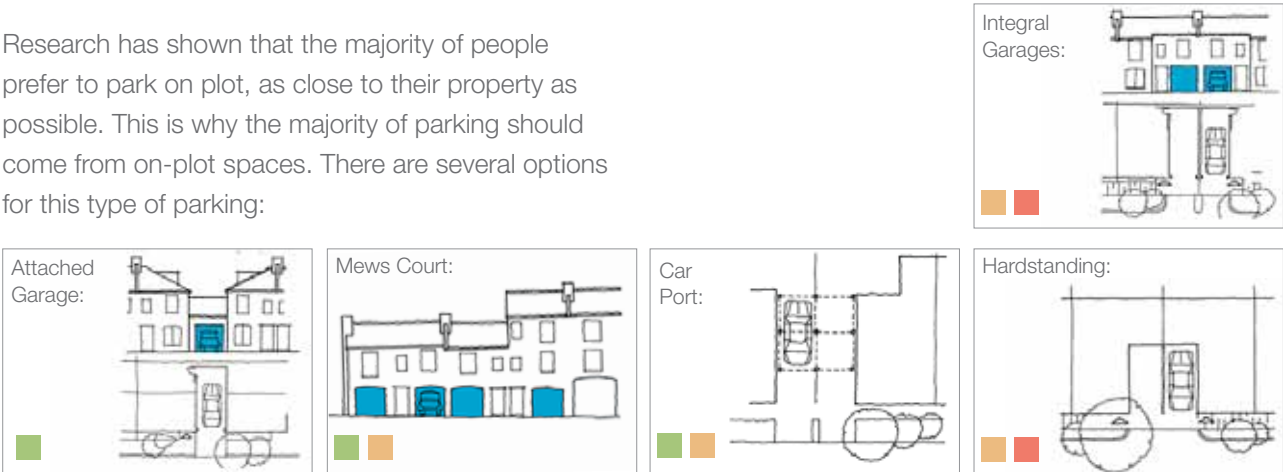 Research has shown that the majority of people
prefer to park on plot, as close to their property as
possible. This is why the majority of parking should
come from on-plot spaces. There are several options
for this type of parking:
Integral
Garages:
Attached
Garage:
Mews Court:
Car
Port:
Hardstanding: